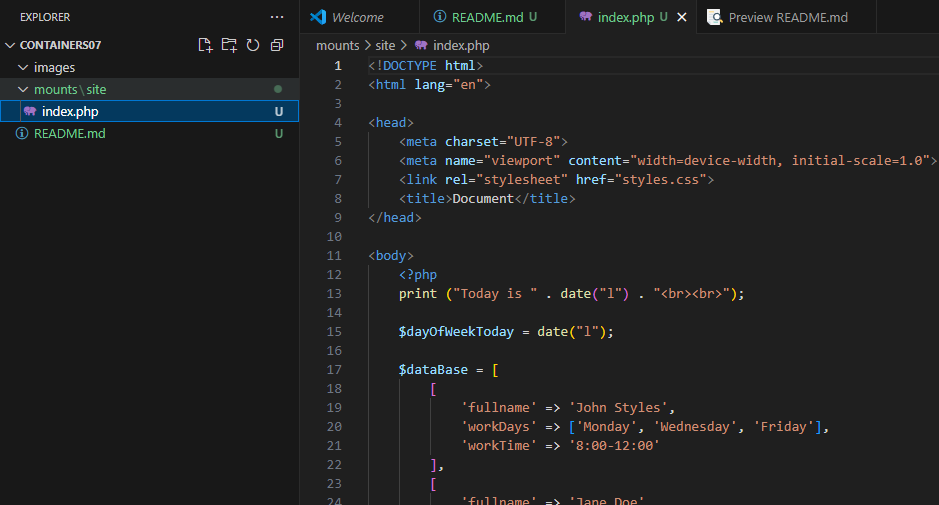 EXPLORER ...
CONTAINERS07
images
mounts\site
index.php U
README.md U
Welcome README.md U index.php U Preview README.md
mounts > site > index.php
1 <!DOCTYPE html>
2 <html lang="en">
3
4 <head>
5 <meta charset="UTF-8">
6 <meta name="viewport" content="width=device-width, initial-scale=1.0">
7 <link rel="stylesheet" href="styles.css">
8 <title>Document</title>
9 </head>
10
11 <body>
12 <?php
13 print ("Today is " . date("l") . "<br><br>");
14
15 $dayOfWeekToday = date("l");
16
17 $dataBase = [
18 [
19 'fullname' => 'John Styles',
20 'workDays' => ['Monday', 'Wednesday', 'Friday'],
21 'workTime' => '8:00-12:00'
22 ],
23 [
24 'fullname' => 'Jane Doe'